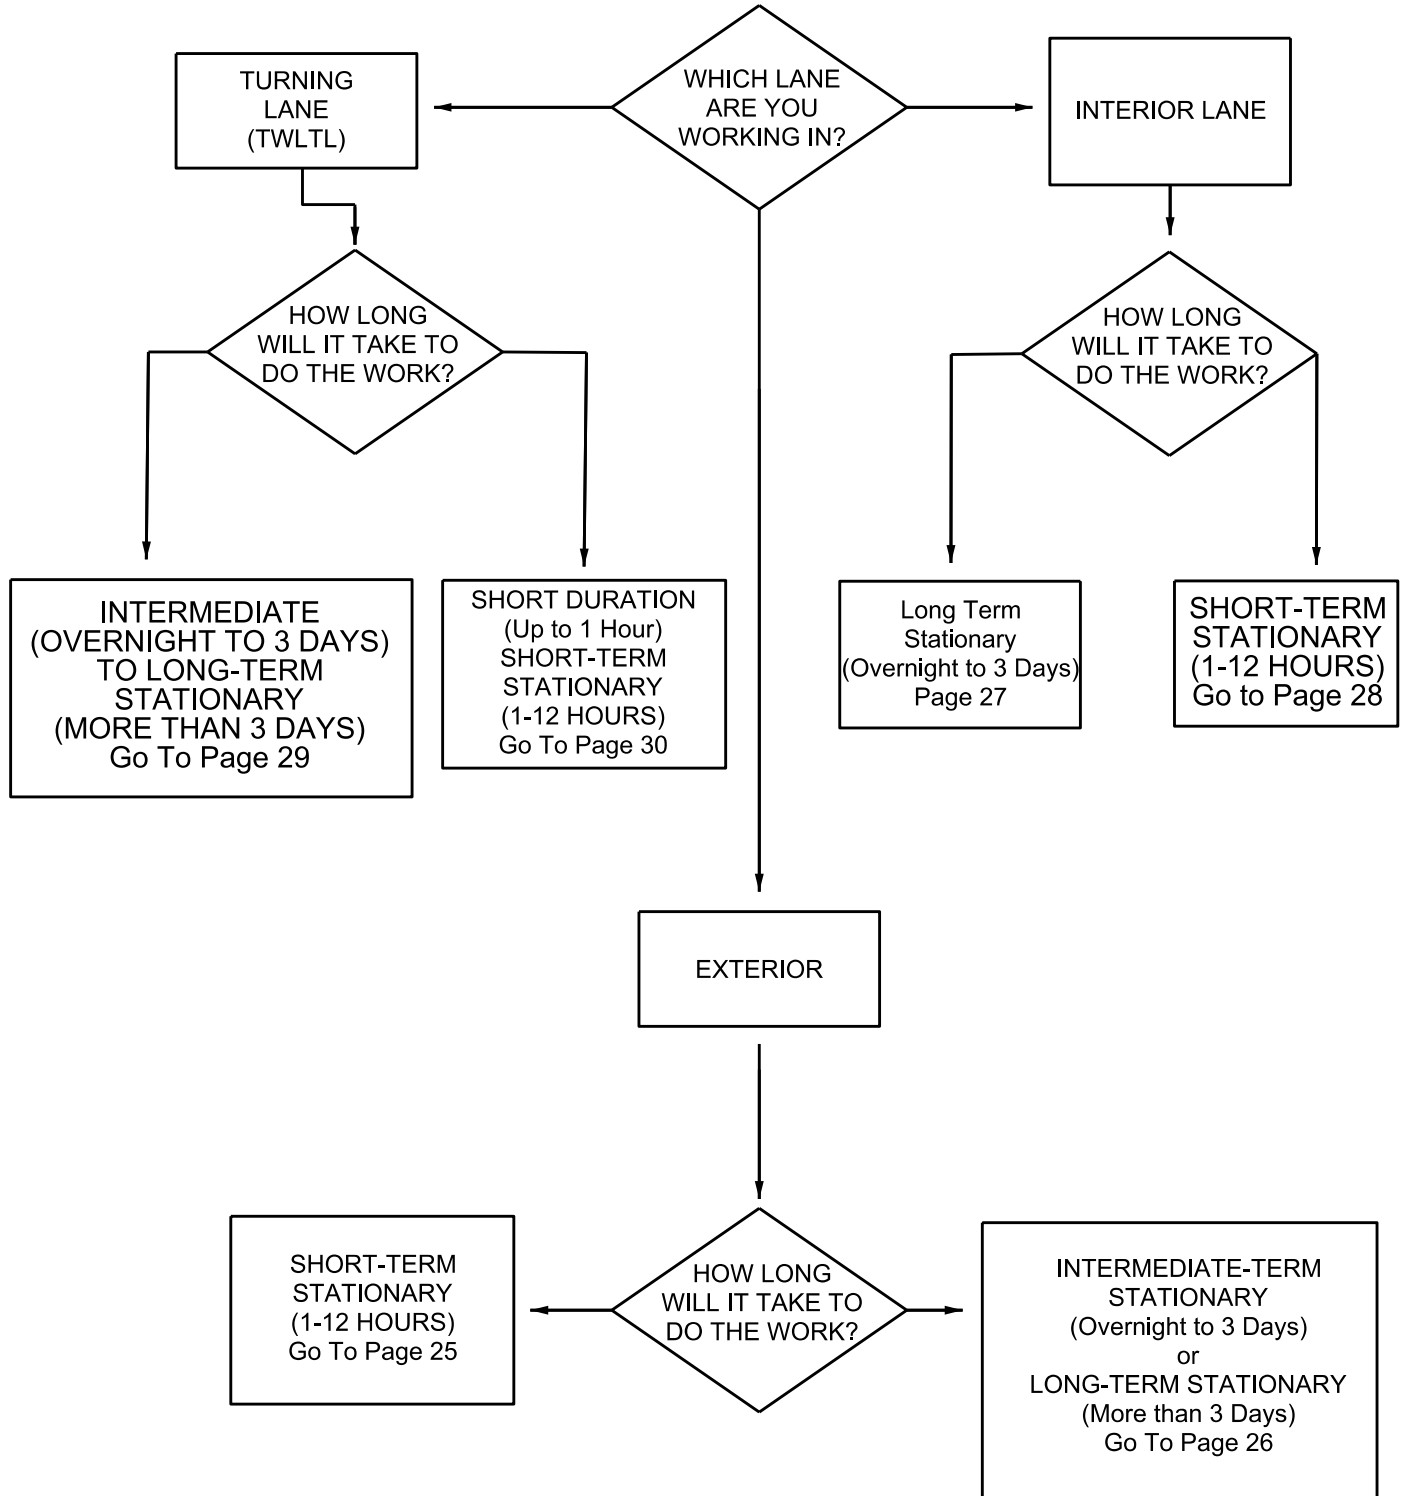 WHICH LANE
ARE YOU
WORKING IN?
TURNING
LANE
(TWLTL)
INTERIOR LANE
HOW LONG
WILL IT TAKE TO
DO THE WORK?
HOW LONG
WILL IT TAKE TO
DO THE WORK?
INTERMEDIATE
(OVERNIGHT TO 3 DAYS)
TO LONG-TERM
STATIONARY
(MORE THAN 3 DAYS)
Go To Page 29
SHORT DURATION
(Up to 1 Hour)
SHORT-TERM
STATIONARY
(1-12 HOURS)
Go To Page 30
Long Term
Stationary
(Overnight to 3 Days)
Page 27
SHORT-TERM
STATIONARY
(1-12 HOURS)
Go to Page 28
EXTERIOR
HOW LONG
WILL IT TAKE TO
DO THE WORK?
SHORT-TERM
STATIONARY
(1-12 HOURS)
Go To Page 25
INTERMEDIATE-TERM
STATIONARY
(Overnight to 3 Days)
or
LONG-TERM STATIONARY
(More than 3 Days)
Go To Page 26